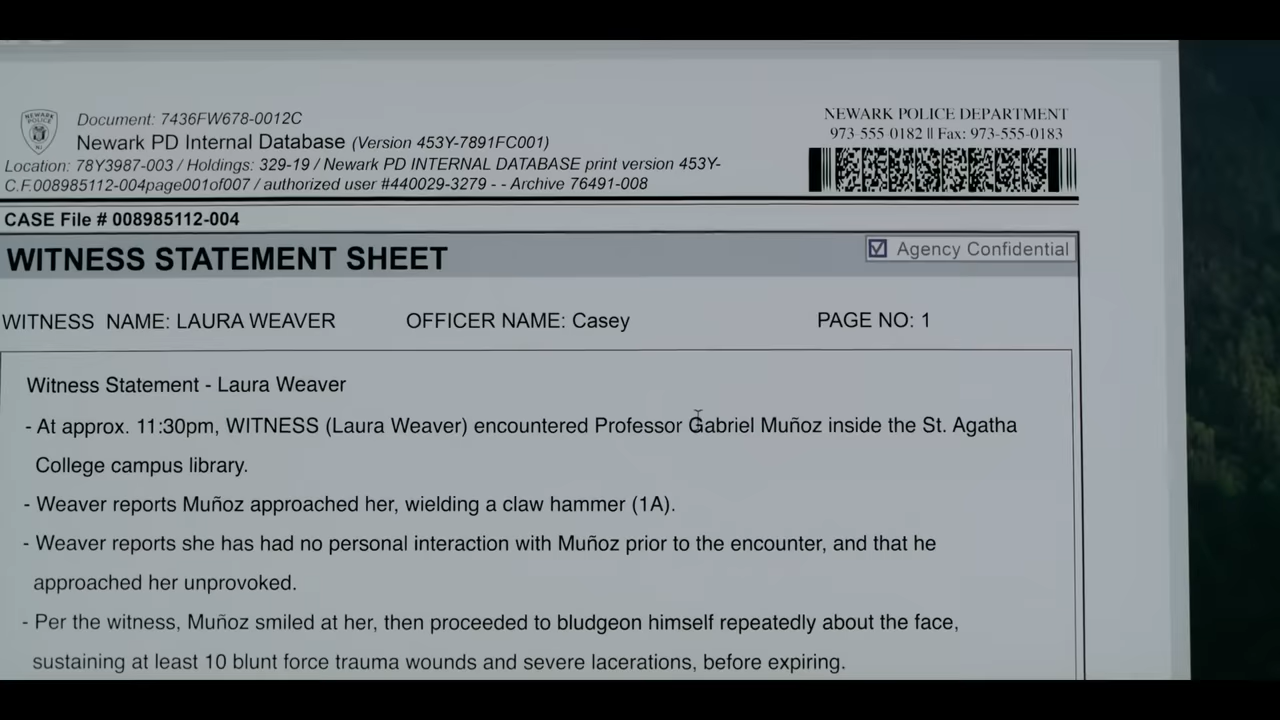 NEWARK
POLICE
NJ
Document: 7436FW678-0012C
Newark PD Internal Database (Version 453Y-7891FC001)
Location: 78Y3987-003 / Holdings: 329-19 / Newark PD INTERNAL DATABASE print version 453Y-
C.F.008985112-004page001of007 / authorized user #440029-3279 - - Archive 76491-008
NEWARK POLICE DEPARTMENT
973-555 0182 || Fax: 973-555-0183
CASE File # 008985112-004
WITNESS STATEMENT SHEET
Agency Confidential
WITNESS NAME: LAURA WEAVER OFFICER NAME: Casey PAGE NO: 1
Witness Statement - Laura Weaver
- At approx. 11:30pm, WITNESS (Laura Weaver) encountered Professor Gabriel Muñoz inside the St. Agatha
College campus library.
- Weaver reports Muñoz approached her, wielding a claw hammer (1A).
- Weaver reports she has had no personal interaction with Muñoz prior to the encounter, and that he
approached her unprovoked.
- Per the witness, Muñoz smiled at her, then proceeded to bludgeon himself repeatedly about the face,
sustaining at least 10 blunt force trauma wounds and severe lacerations, before expiring.